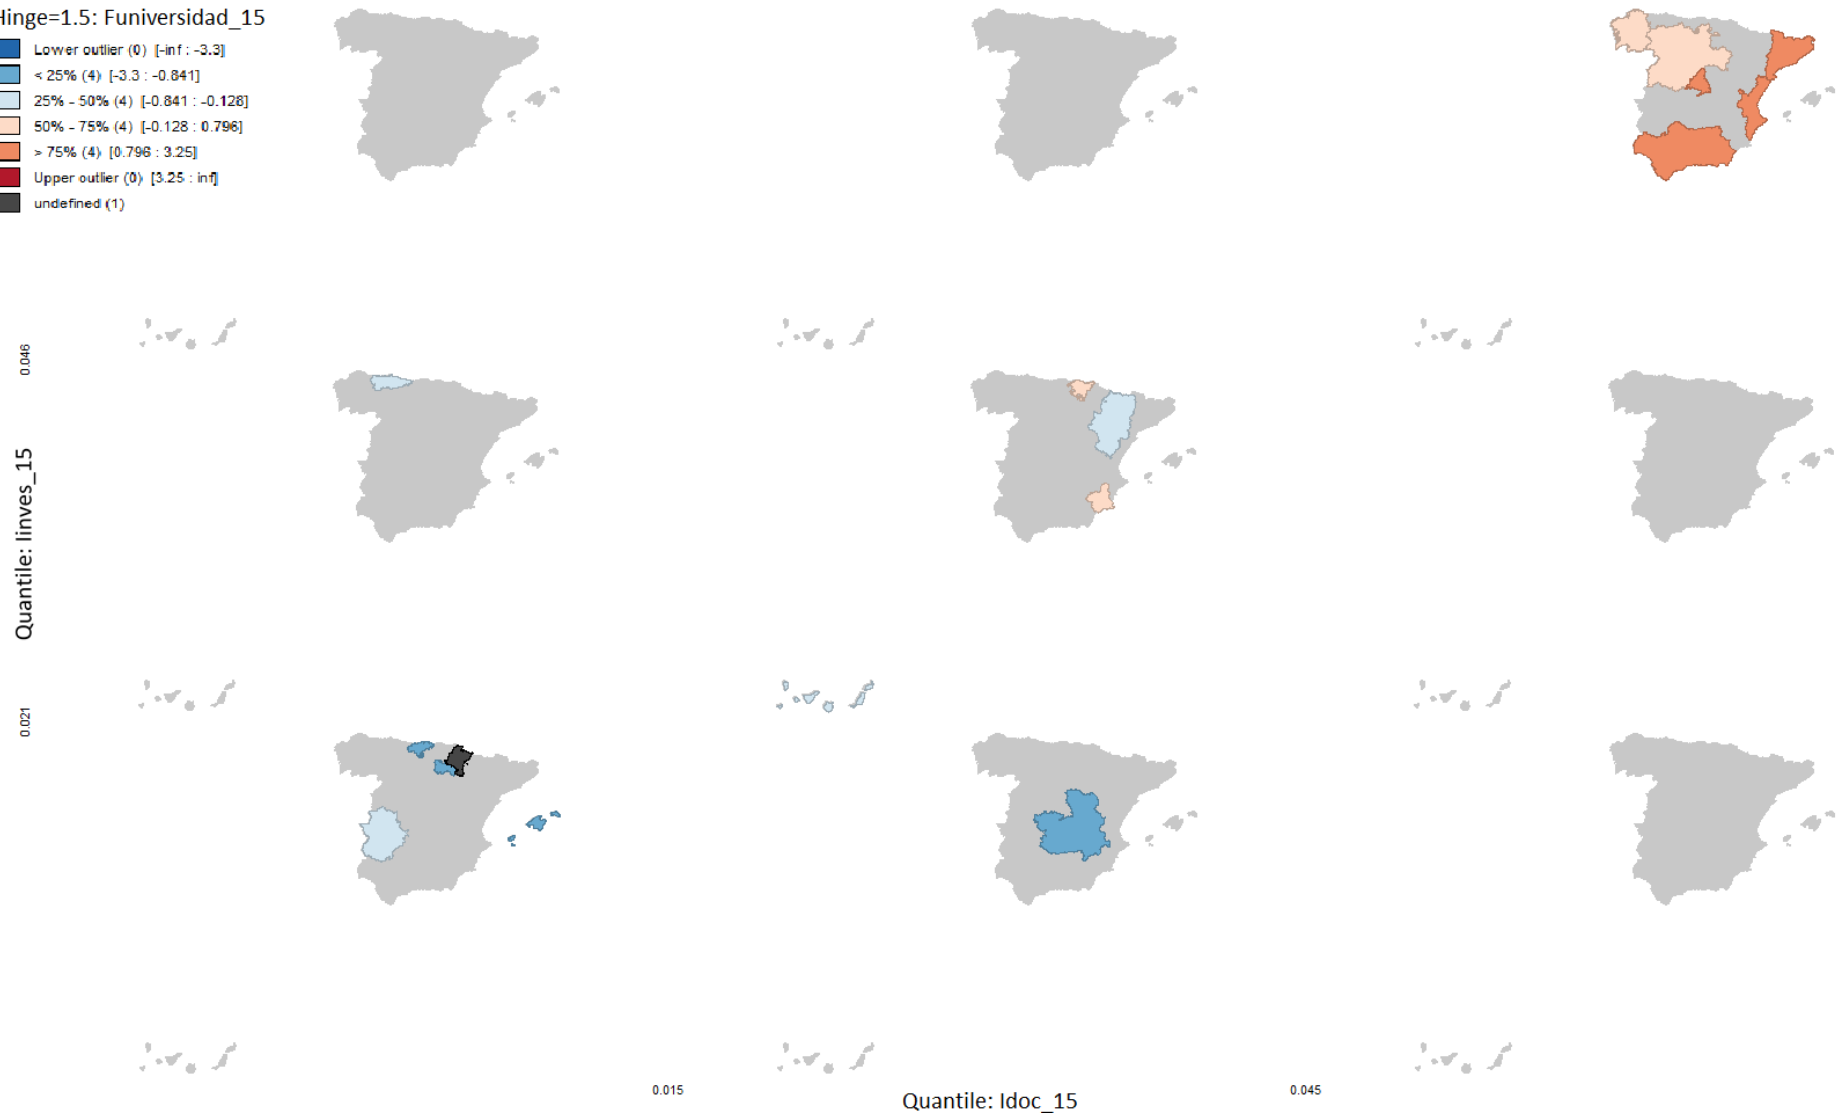 Hinge=1.5: Funiversidad_15
Lower outlier (0) [-inf : -3.3]
< 25% (4) [-3.3 : -0.841]
25% - 50% (4) [-0.841 : -0.128]
50% - 75% (4) [-0.128 : 0.796]
> 75% (4) [0.796 : 3.25]
Upper outlier (0) [3.25 : inf]
undefined (1)
0.046
Quantile: Iinves_15
0.021
0.015
0.045
Quantile: Idoc_15